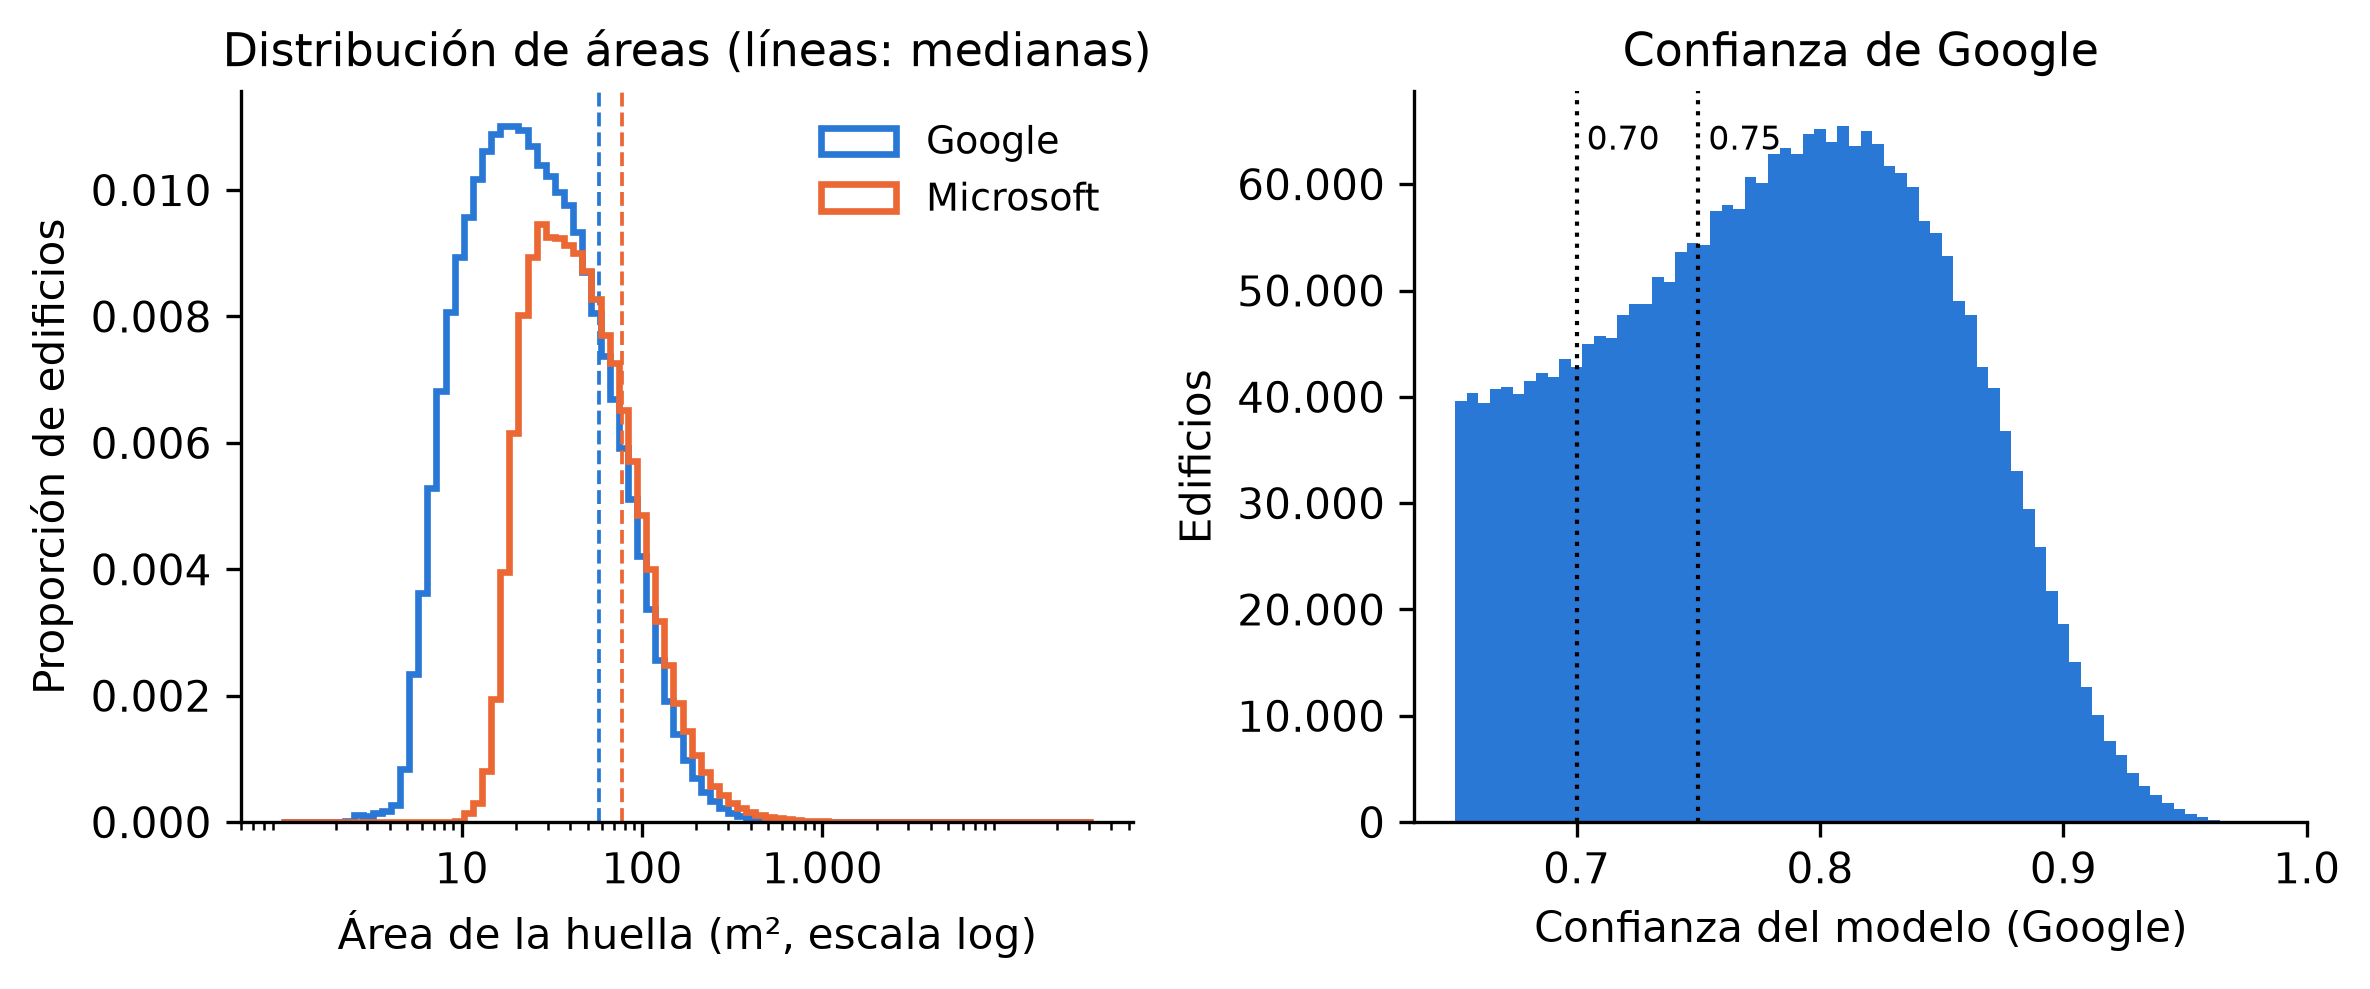 Distribución de áreas (líneas: medianas)
Proporción de edificios
0.010
0.008
0.006
0.004
0.002
0.000
10
100
1.000
Área de la huella (m², escala log)
Google
Microsoft
Confianza de Google
Edificios
60.000
50.000
40.000
30.000
20.000
10.000
0
0.70
0.75
0.7
0.8
0.9
1.0
Confianza del modelo (Google)